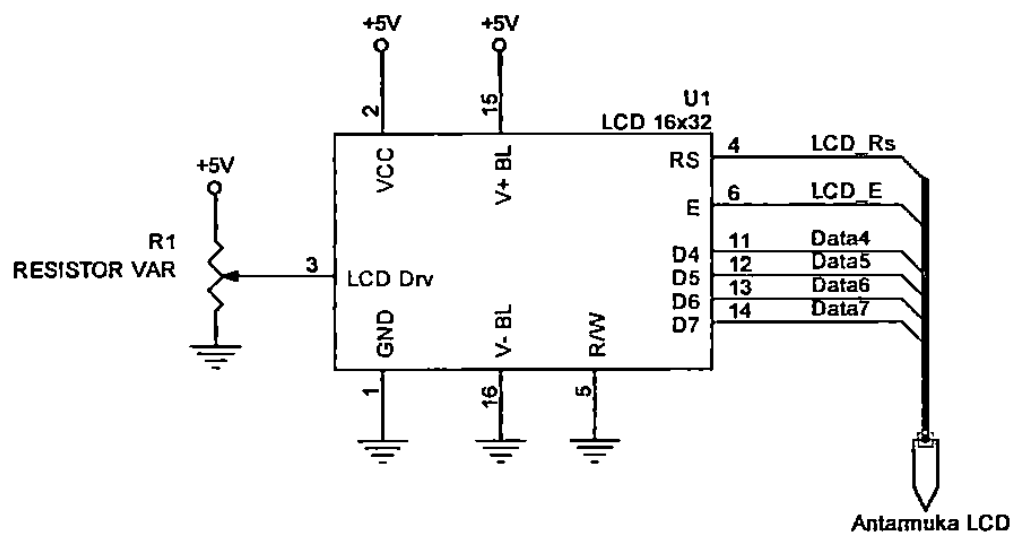 +5V
+5V
2
15
U1
LCD 16x32
VCC
V+ BL
RS
4
LCD_Rs
+5V
E
6
LCD_E
R1
RESISTOR VAR
3
LCD Drv
D4
11
Data4
D5
12
Data5
D6
13
Data6
D7
14
Data7
GND
V- BL
R/W
1
16
5
Antarmuka LCD